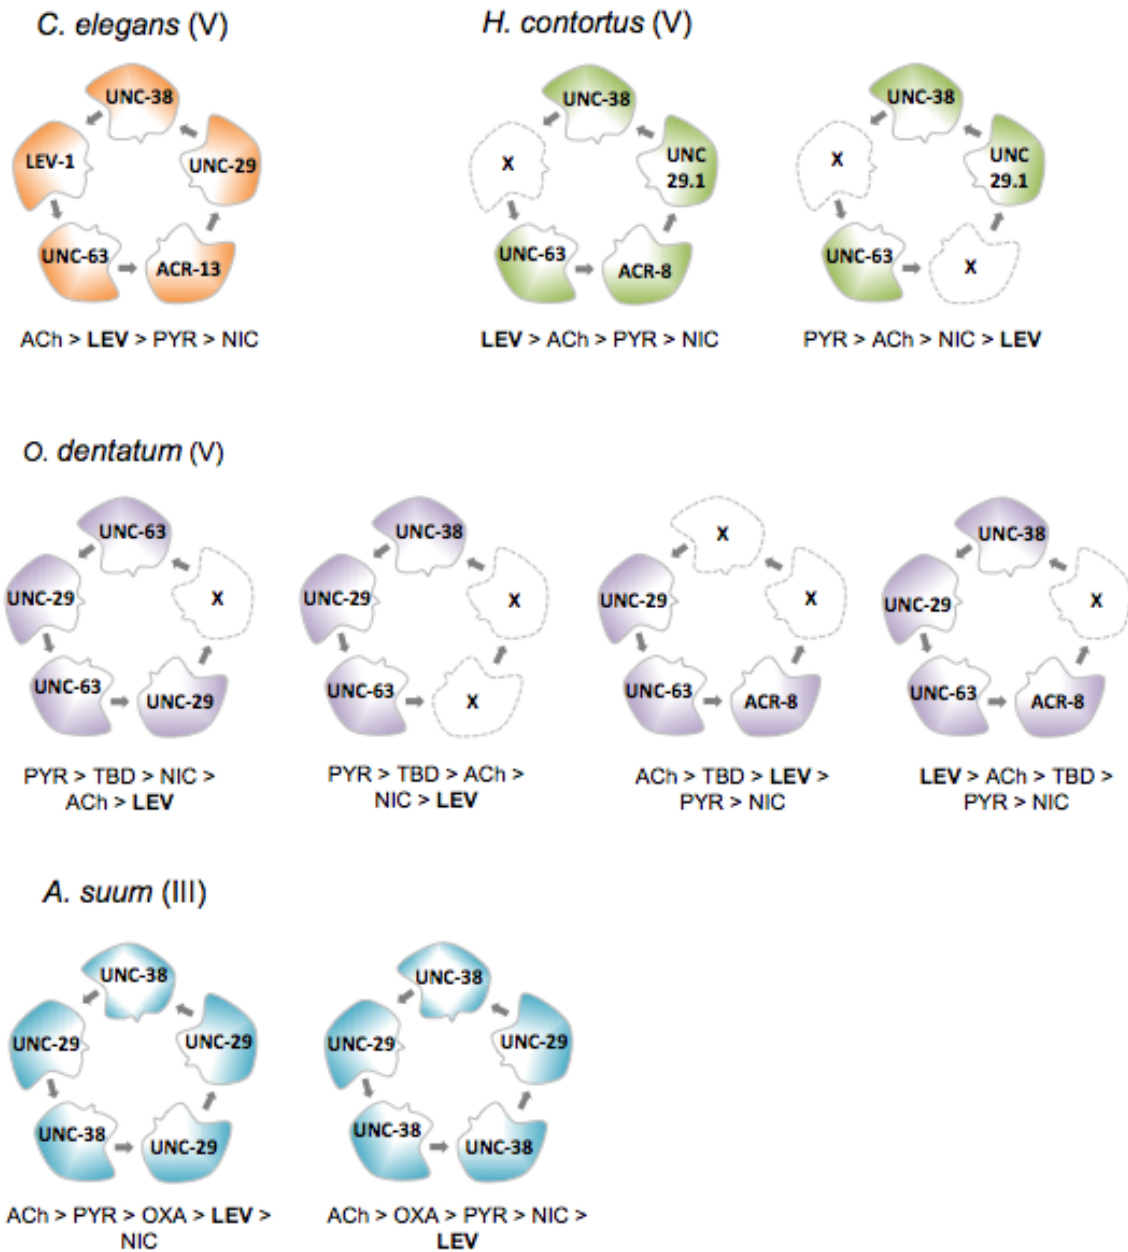 C. elegans (V)
H. contortus (V)
UNC-38
LEV-1
UNC-29
UNC-63
ACR-13
ACh > LEV > PYR > NIC
UNC-38
X
UNC
29.1
UNC-63
ACR-8
LEV > ACh > PYR > NIC
UNC-38
X
UNC
29.1
UNC-63
X
PYR > ACh > NIC > LEV
O. dentatum (V)
UNC-63
UNC-29
X
UNC-63
UNC-29
PYR > TBD > NIC >
ACh > LEV
UNC-38
UNC-29
X
UNC-63
X
PYR > TBD > ACh >
NIC > LEV
X
UNC-29
X
UNC-63
ACR-8
ACh > TBD > LEV >
PYR > NIC
UNC-38
UNC-29
X
UNC-63
ACR-8
LEV > ACh > TBD >
PYR > NIC
A. suum (III)
UNC-38
UNC-29
UNC-29
UNC-38
UNC-29
ACh > PYR > OXA > LEV >
NIC
UNC-38
UNC-29
UNC-29
UNC-38
UNC-38
ACh > OXA > PYR > NIC >
LEV